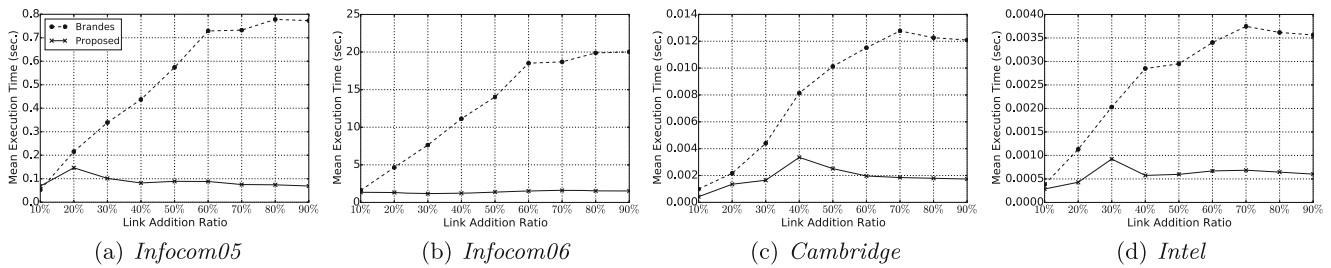 0.8
0.7
0.6
0.5
0.4
0.3
0.2
0.1
0.0
Mean Execution Time (sec.)
Brandes
Proposed
10% 20% 30% 40% 50% 60% 70% 80% 90%
Link Addition Ratio
(a) Infocom05
25
20
15
10
5
0
Mean Execution Time (sec.)
10% 20% 30% 40% 50% 60% 70% 80% 90%
Link Addition Ratio
(b) Infocom06
0.014
0.012
0.010
0.008
0.006
0.004
0.002
0.000
Mean Execution Time (sec.)
10% 20% 30% 40% 50% 60% 70% 80% 90%
Link Addition Ratio
(c) Cambridge
0.0040
0.0035
0.0030
0.0025
0.0020
0.0015
0.0010
0.0005
0.0000
Mean Execution Time (sec.)
10% 20% 30% 40% 50% 60% 70% 80% 90%
Link Addition Ratio
(d) Intel